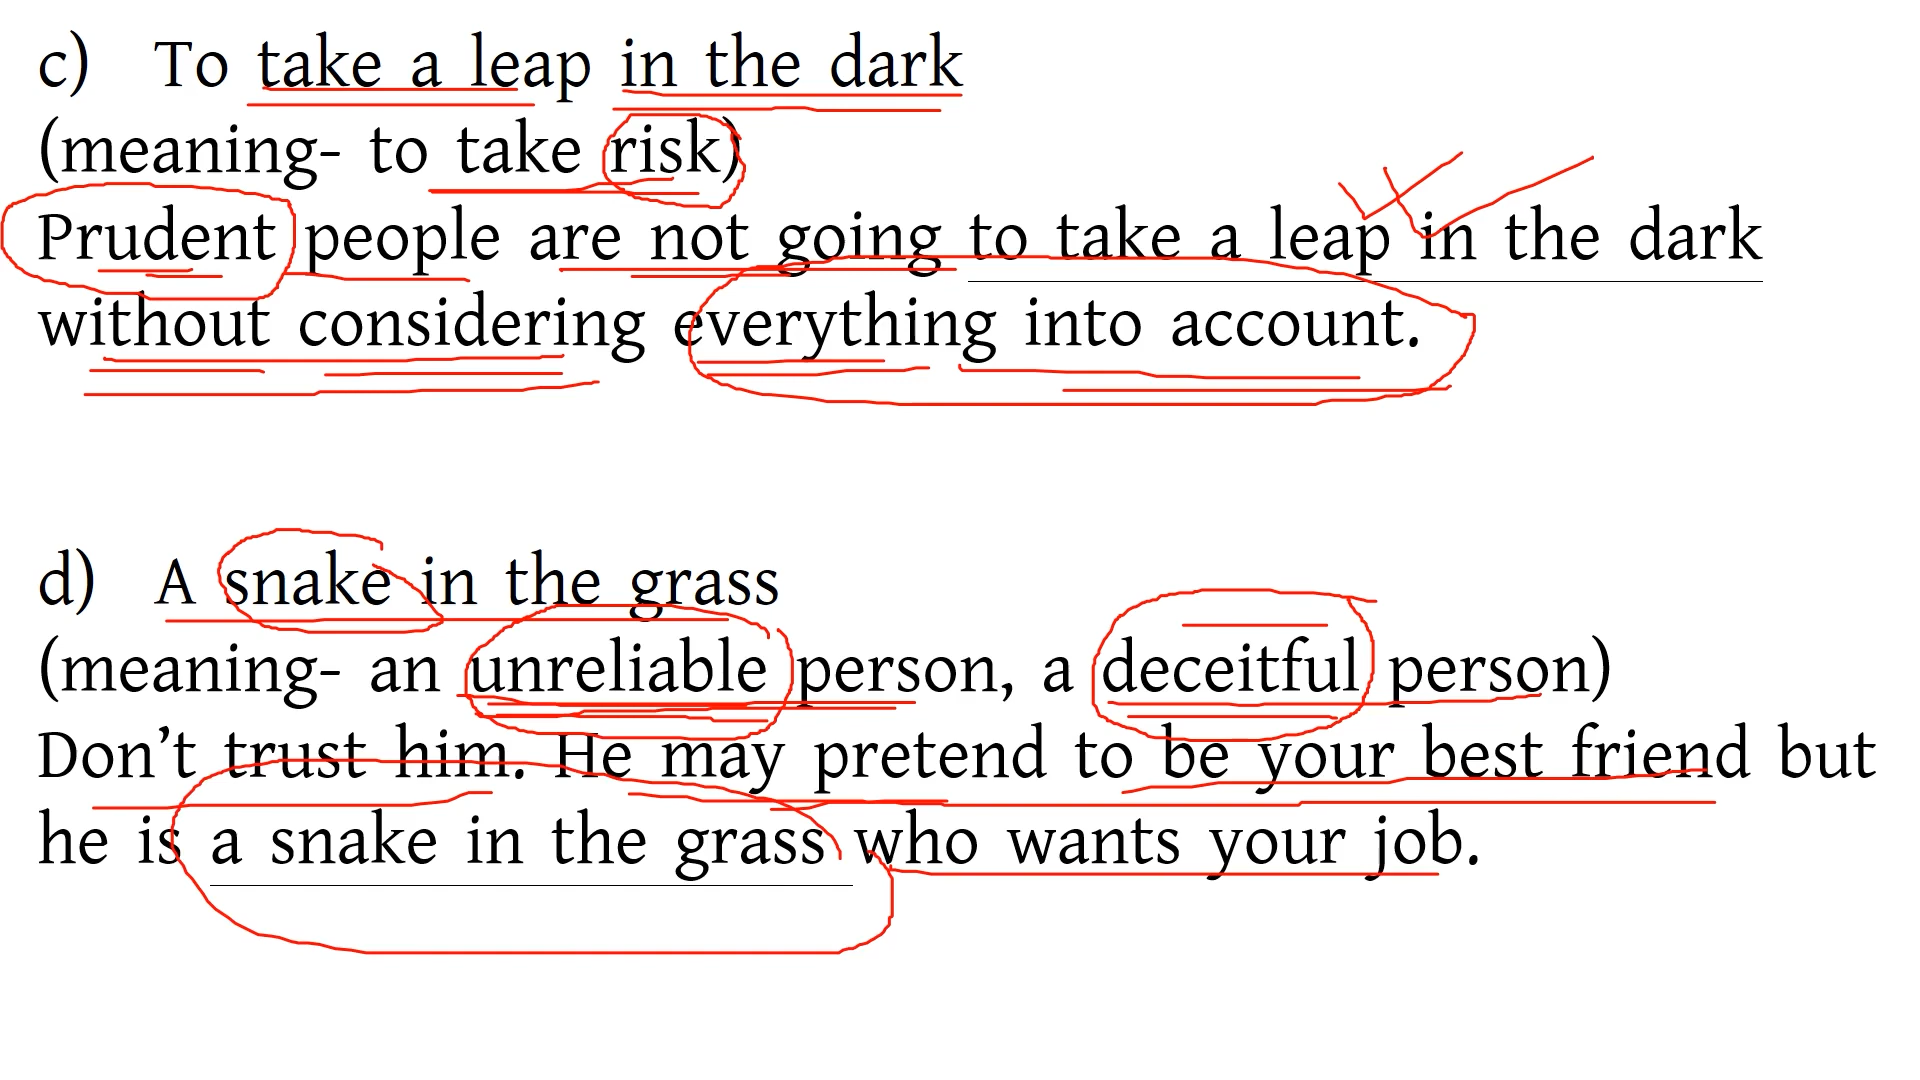 c) To take a leap in the dark
(meaning- to take risk)
Prudent people are not going to take a leap in the dark
without considering everything into account.
d) A snake in the grass
(meaning- an unreliable person, a deceitful person)
Don’t trust him. He may pretend to be your best friend but
he is a snake in the grass who wants your job.